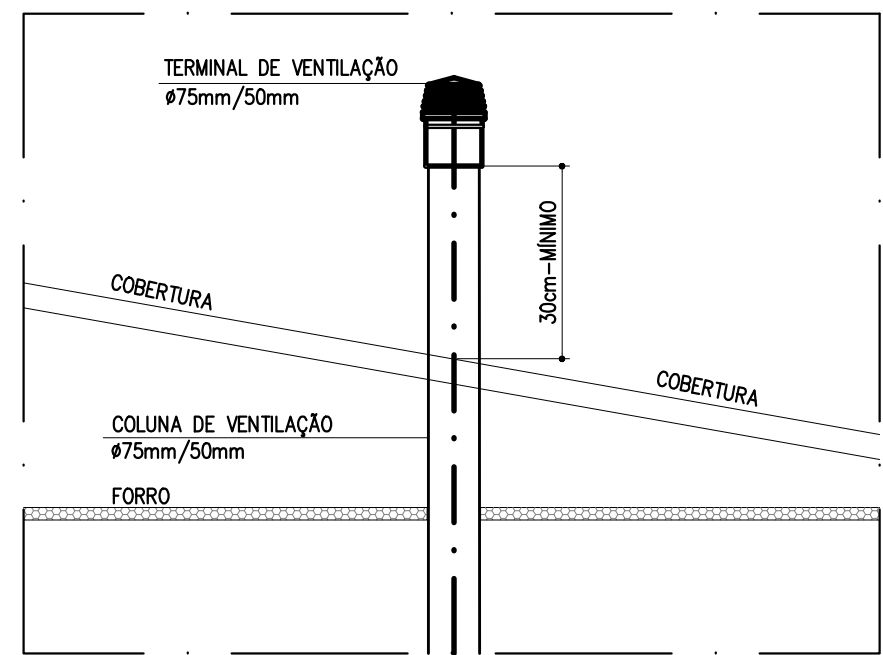 TERMINAL DE VENTILAÇÃO
ø75mm/50mm
30cm-MÍNIMO
COBERTURA
COBERTURA
COLUNA DE VENTILAÇÃO
ø75mm/50mm
FORRO